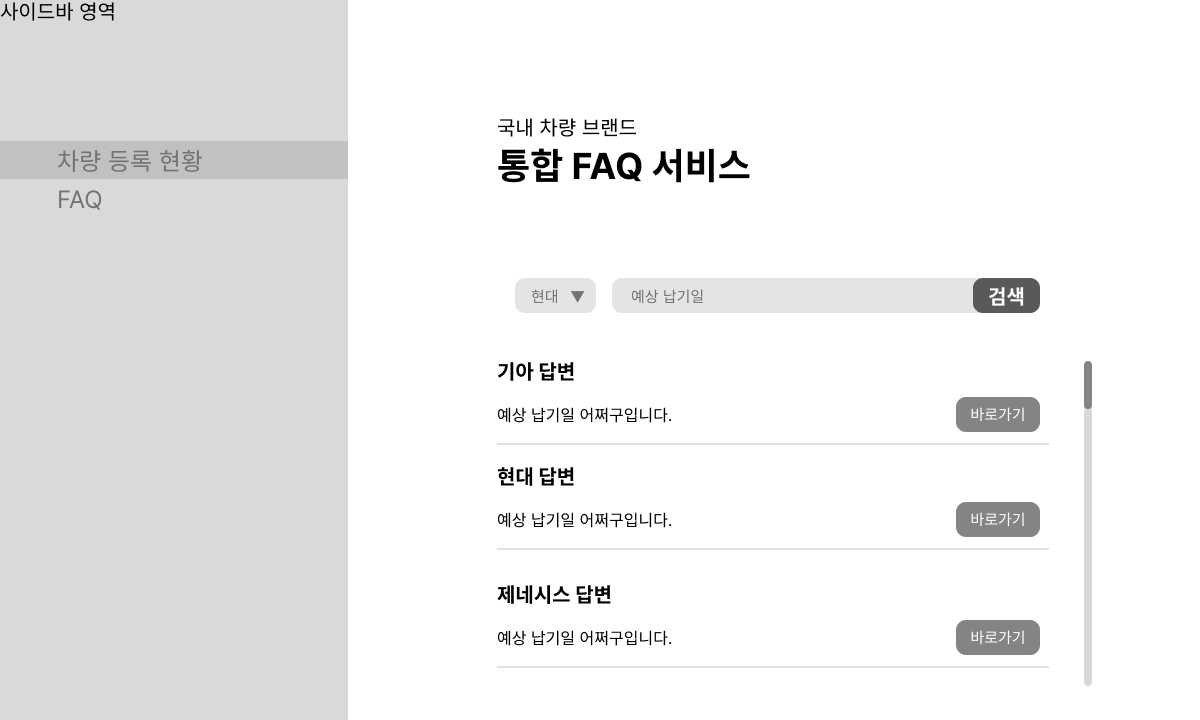 사이드바 영역
차량 등록 현황
FAQ
국내 차량 브랜드
통합 FAQ 서비스
현대 ▼ 예상 납기일 검색
기아 답변
예상 납기일 어쩌구입니다. 바로가기
현대 답변
예상 납기일 어쩌구입니다. 바로가기
제네시스 답변
예상 납기일 어쩌구입니다. 바로가기